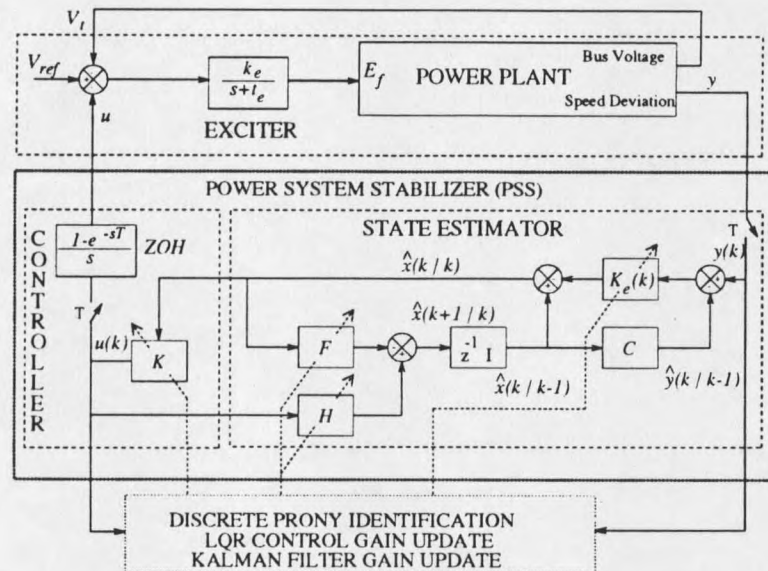 V_t
V_ref
u
k_e
s+t_e
EXCITER
E_f
POWER PLANT
Bus Voltage
Speed Deviation
y
POWER SYSTEM STABILIZER (PSS)
CONTROLLER
1-e^-sT
s
ZOH
T
u(k)
K
STATE ESTIMATOR
x̂(k / k)
K_e(k)
T
y(k)
F
x̂(k+1 / k)
z^-1 I
C
H
x̂(k / k-1)
ŷ(k / k-1)
DISCRETE PRONY IDENTIFICATION
LQR CONTROL GAIN UPDATE
KALMAN FILTER GAIN UPDATE